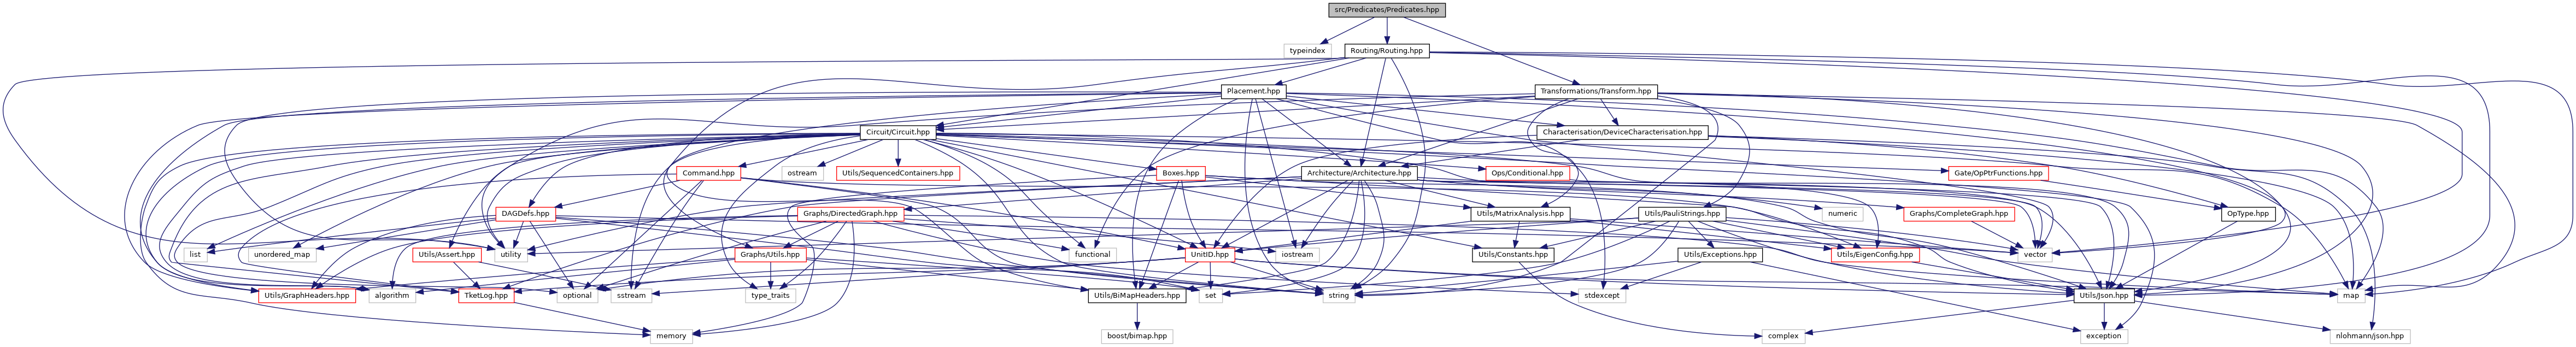 src/Predicates/Predicates.hpp
typeindex
Routing/Routing.hpp
Placement.hpp
Transformations/Transform.hpp
Circuit/Circuit.hpp
Characterisation/DeviceCharacterisation.hpp
Command.hpp
ostream
Utils/SequencedContainers.hpp
Boxes.hpp
Architecture/Architecture.hpp
Ops/Conditional.hpp
Gate/OpPtrFunctions.hpp
DAGDefs.hpp
Graphs/DirectedGraph.hpp
Utils/MatrixAnalysis.hpp
Utils/PauliStrings.hpp
numeric
Graphs/CompleteGraph.hpp
OpType.hpp
list
unordered_map
Utils/Assert.hpp
utility
Graphs/Utils.hpp
functional
UnitID.hpp
iostream
Utils/Constants.hpp
Utils/Exceptions.hpp
Utils/EigenConfig.hpp
vector
Utils/GraphHeaders.hpp
algorithm
TketLog.hpp
optional
sstream
type_traits
Utils/BiMapHeaders.hpp
set
string
stdexcept
Utils/Json.hpp
map
memory
boost/bimap.hpp
complex
exception
nlohmann/json.hpp